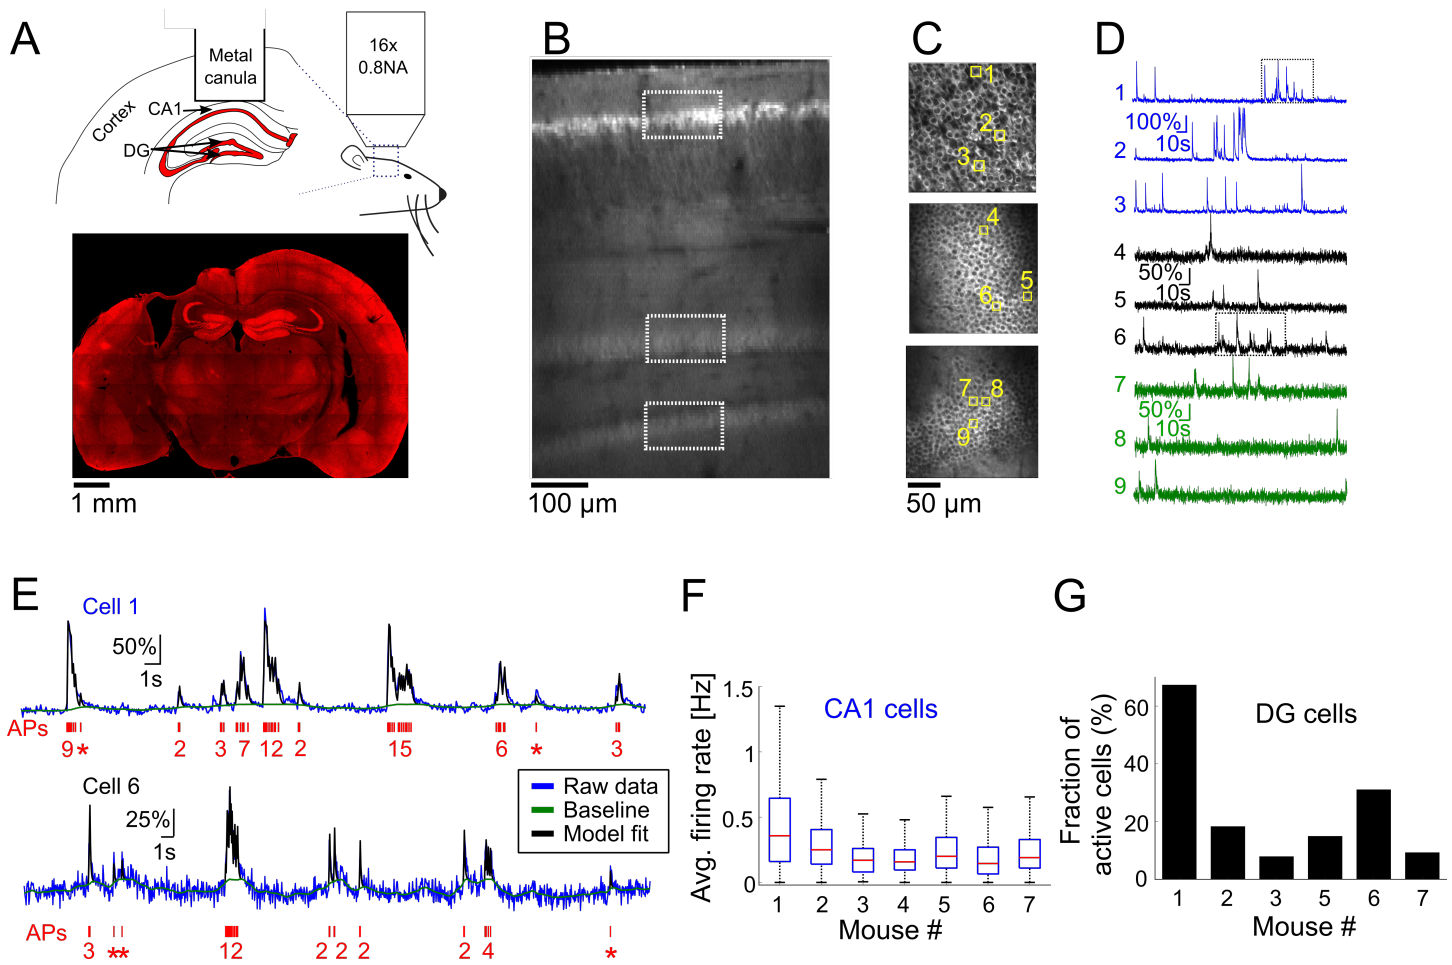 A
Metal
canula
16x
0.8NA
Cortex
CA1
DG
1 mm
B
100 µm
C
1
2
3
4
5
6
7
8
9
50 µm
D
1
100%
10s
2
3
4
50%
10s
5
6
7
50%
10s
8
9
E
Cell 1
50%
1s
APs
9 * 2 3 7 12 2 15 6 * 3
Cell 6
25%
1s
Raw data
Baseline
Model fit
APs
3 ** 12 2 2 2 2 4 *
F
CA1 cells
Avg. firing rate [Hz]
1.5
1
0.5
0
1 2 3 4 5 6 7
Mouse #
G
DG cells
Fraction of
active cells (%)
60
40
20
0
1 2 3 5 6 7
Mouse #